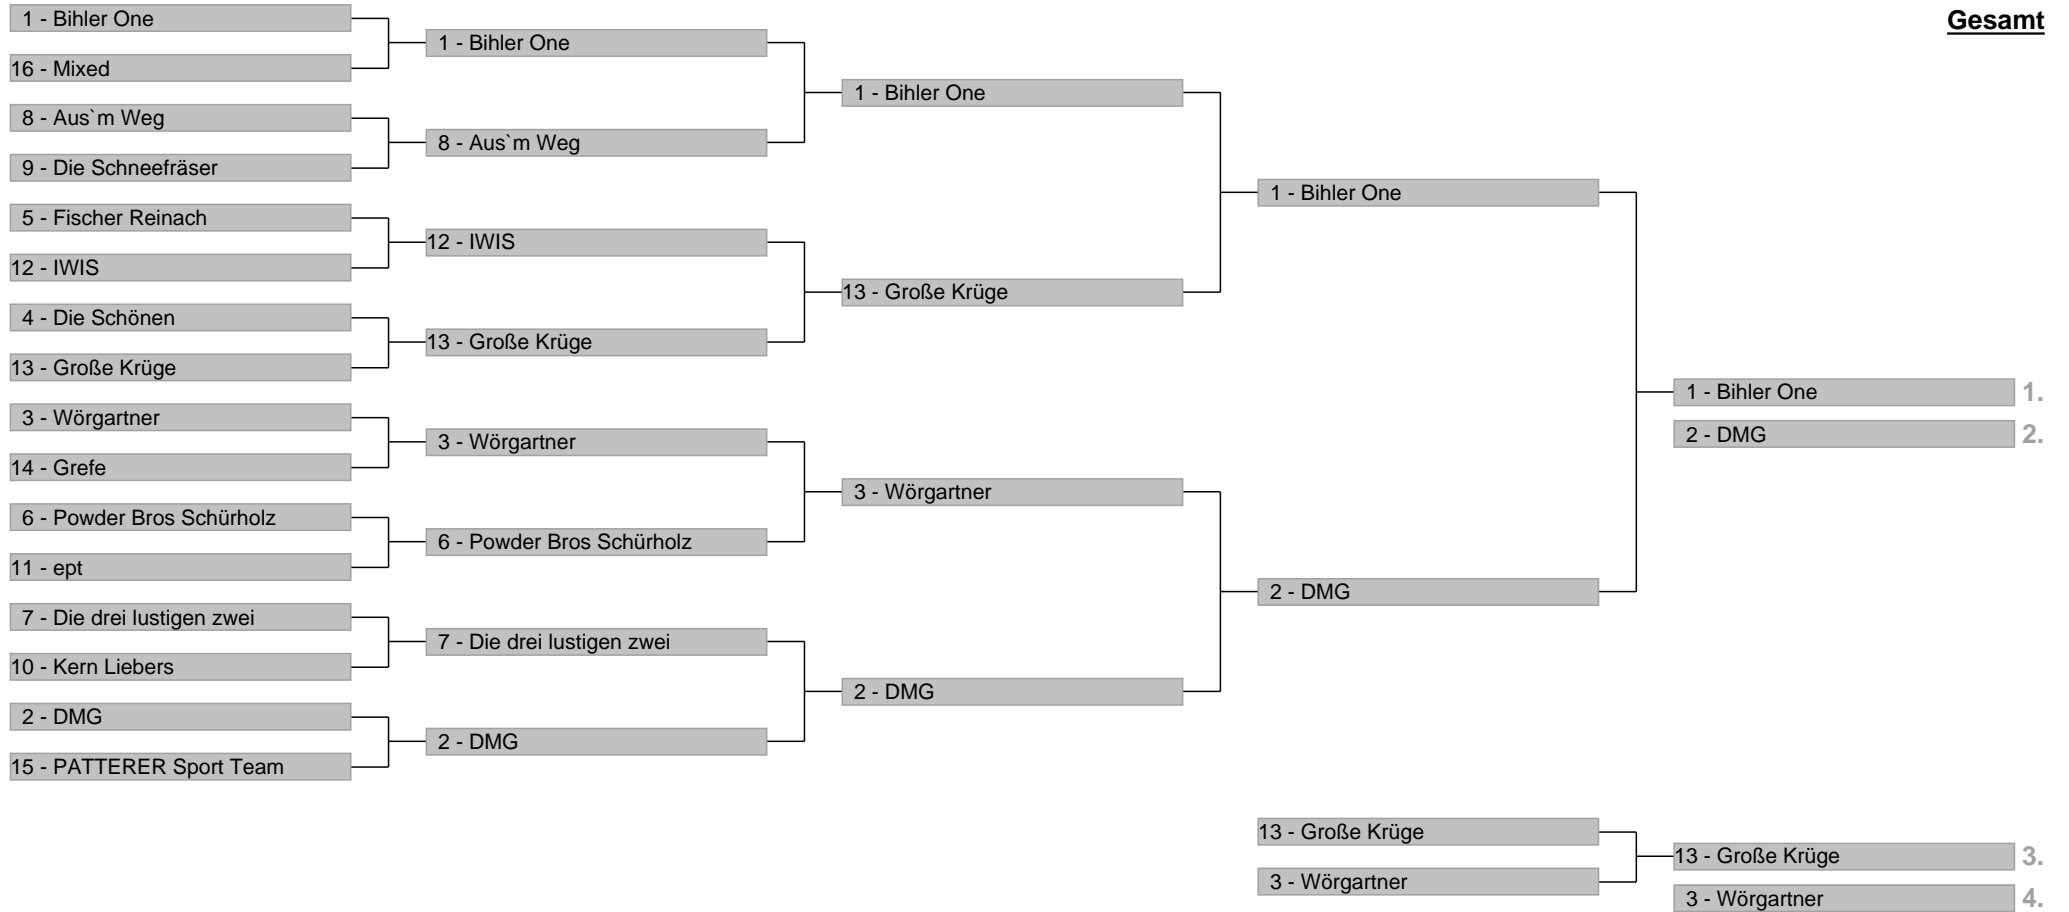 Gesamt
1 - Bihler One
16 - Mixed
8 - Aus`m Weg
9 - Die Schneefräser
5 - Fischer Reinach
12 - IWIS
4 - Die Schönen
13 - Große Krüge
3 - Wörgartner
14 - Grefe
6 - Powder Bros Schürholz
11 - ept
7 - Die drei lustigen zwei
10 - Kern Liebers
2 - DMG
15 - PATTERER Sport Team
1 - Bihler One
8 - Aus`m Weg
12 - IWIS
13 - Große Krüge
3 - Wörgartner
6 - Powder Bros Schürholz
7 - Die drei lustigen zwei
2 - DMG
1 - Bihler One
13 - Große Krüge
3 - Wörgartner
2 - DMG
1 - Bihler One
2 - DMG
1 - Bihler One 1.
2 - DMG 2.
13 - Große Krüge
3 - Wörgartner
13 - Große Krüge 3.
3 - Wörgartner 4.